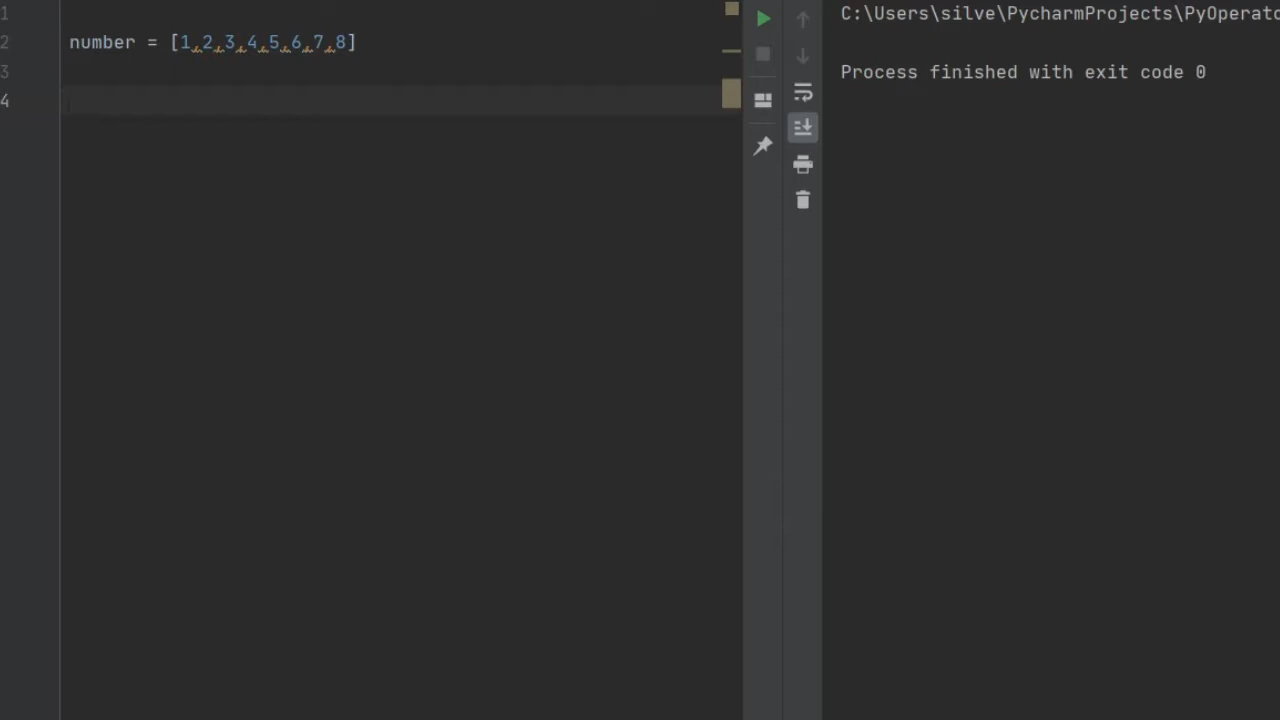 1
2 number = [1,2,3,4,5,6,7,8]
3
4
C:\Users\silve\PycharmProjects\PyOperato
Process finished with exit code 0